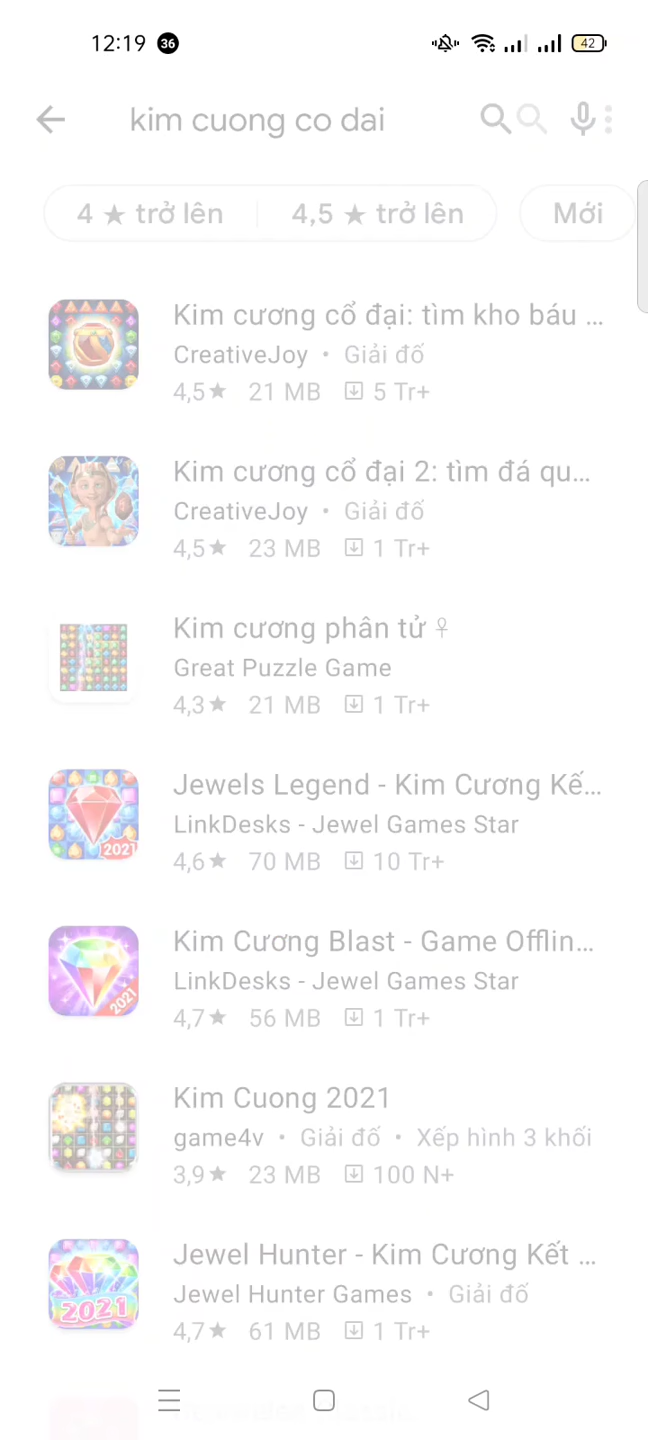 12:19 36 42
kim cuong co dai
4 ★ trở lên 4,5 ★ trở lên Mới
Kim cương cổ đại: tìm kho báu ...
CreativeJoy • Giải đố
4,5★ 21 MB 5 Tr+
Kim cương cổ đại 2: tìm đá qu...
CreativeJoy • Giải đố
4,5★ 23 MB 1 Tr+
Kim cương phân tử ♀
Great Puzzle Game
4,3★ 21 MB 1 Tr+
Jewels Legend - Kim Cương Kế...
LinkDesks - Jewel Games Star
2021
4,6★ 70 MB 10 Tr+
Kim Cương Blast - Game Offlin...
LinkDesks - Jewel Games Star
2021
4,7★ 56 MB 1 Tr+
Kim Cuong 2021
game4v • Giải đố • Xếp hình 3 khối
3,9★ 23 MB 100 N+
Jewel Hunter - Kim Cương Kết ...
Jewel Hunter Games • Giải đố
2021
4,7★ 61 MB 1 Tr+